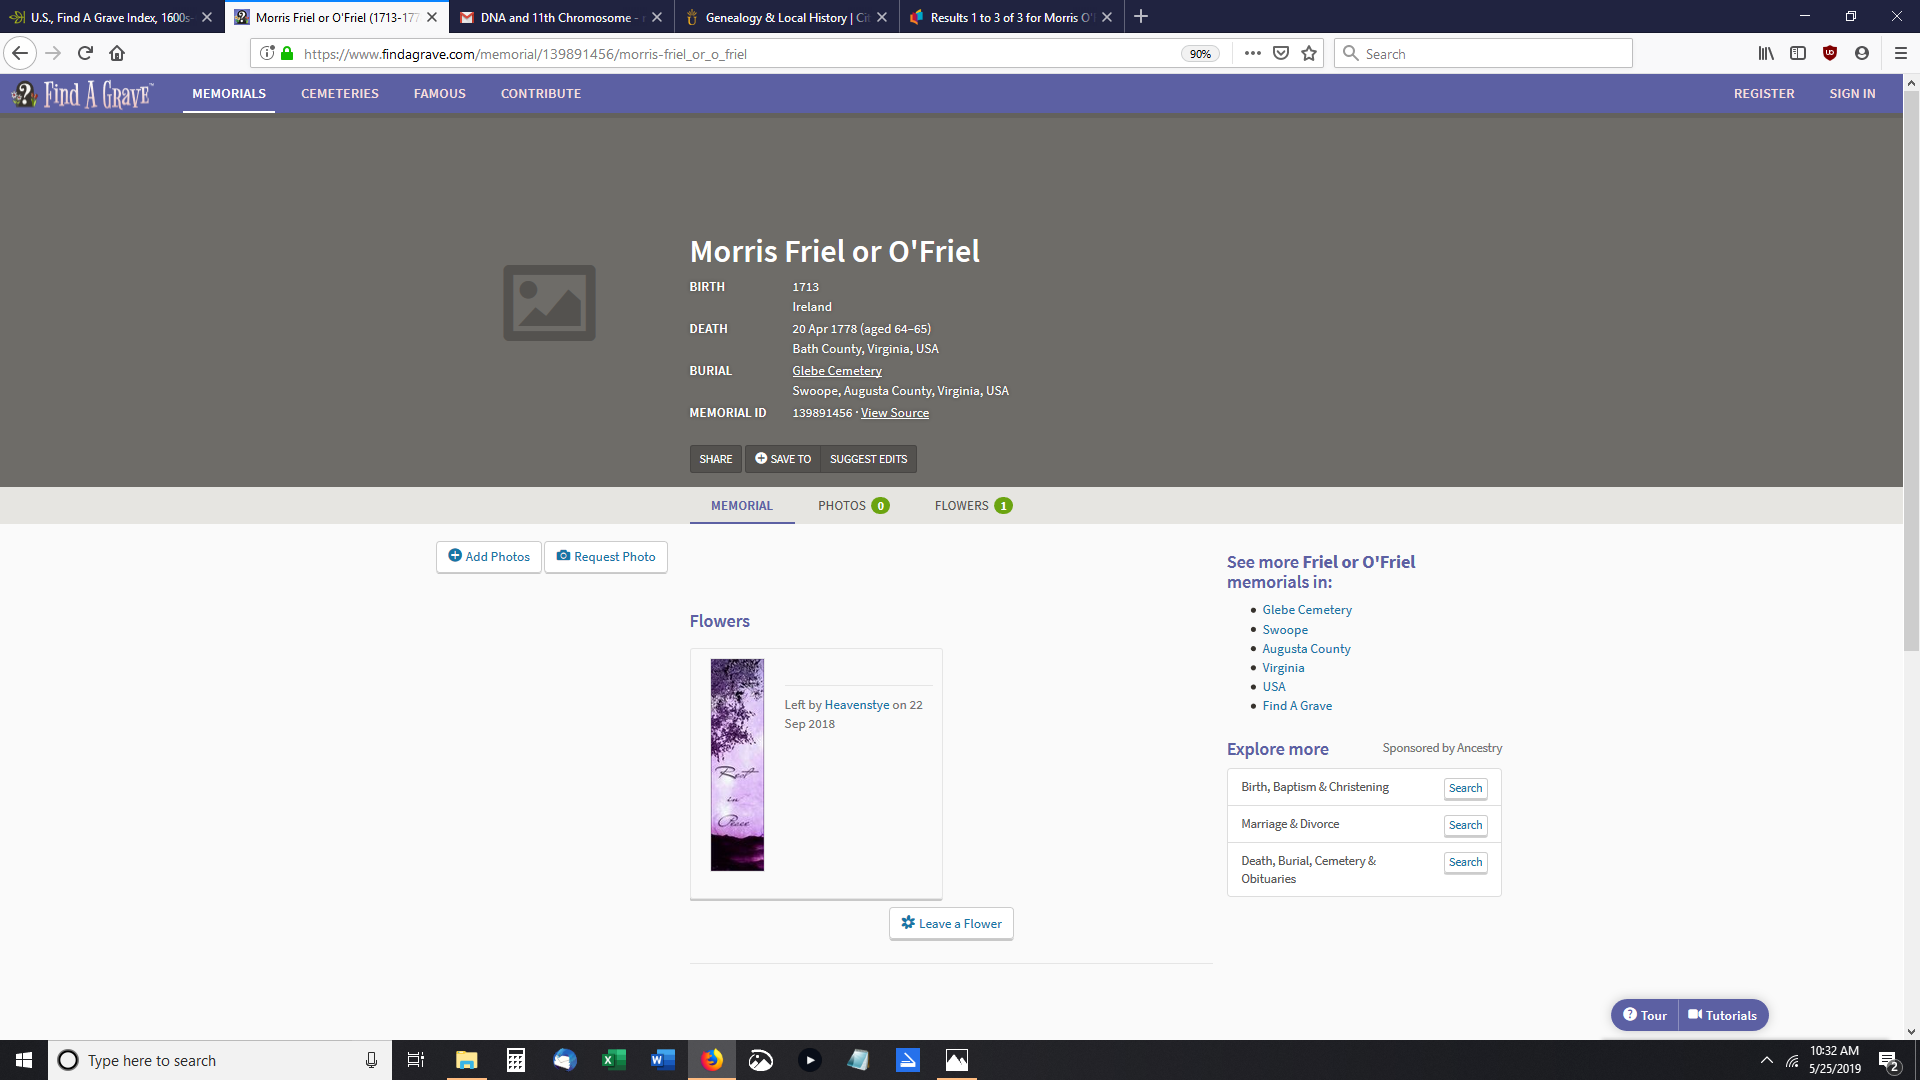 U.S., Find A Grave Index, 1600s-
Morris Friel or O'Friel (1713-177
DNA and 11th Chromosome -
Genealogy & Local History | Cit
Results 1 to 3 of 3 for Morris O'
https://www.findagrave.com/memorial/139891456/morris-friel_or_o_friel
90%
Search
FIND A GRAVE
MEMORIALS
CEMETERIES
FAMOUS
CONTRIBUTE
REGISTER
SIGN IN
Morris Friel or O'Friel
BIRTH 1713
Ireland
DEATH 20 Apr 1778 (aged 64–65)
Bath County, Virginia, USA
BURIAL Glebe Cemetery
Swoope, Augusta County, Virginia, USA
MEMORIAL ID 139891456 · View Source
SHARE SAVE TO SUGGEST EDITS
MEMORIAL PHOTOS 0 FLOWERS 1
Add Photos Request Photo
Flowers
Rest
in
Peace
Left by Heavenstye on 22
Sep 2018
Leave a Flower
See more Friel or O'Friel
memorials in:
Glebe Cemetery
Swoope
Augusta County
Virginia
USA
Find A Grave
Explore more Sponsored by Ancestry
Birth, Baptism & Christening Search
Marriage & Divorce Search
Death, Burial, Cemetery & Search
Obituaries
Tour Tutorials
Type here to search
10:32 AM
5/25/2019
2